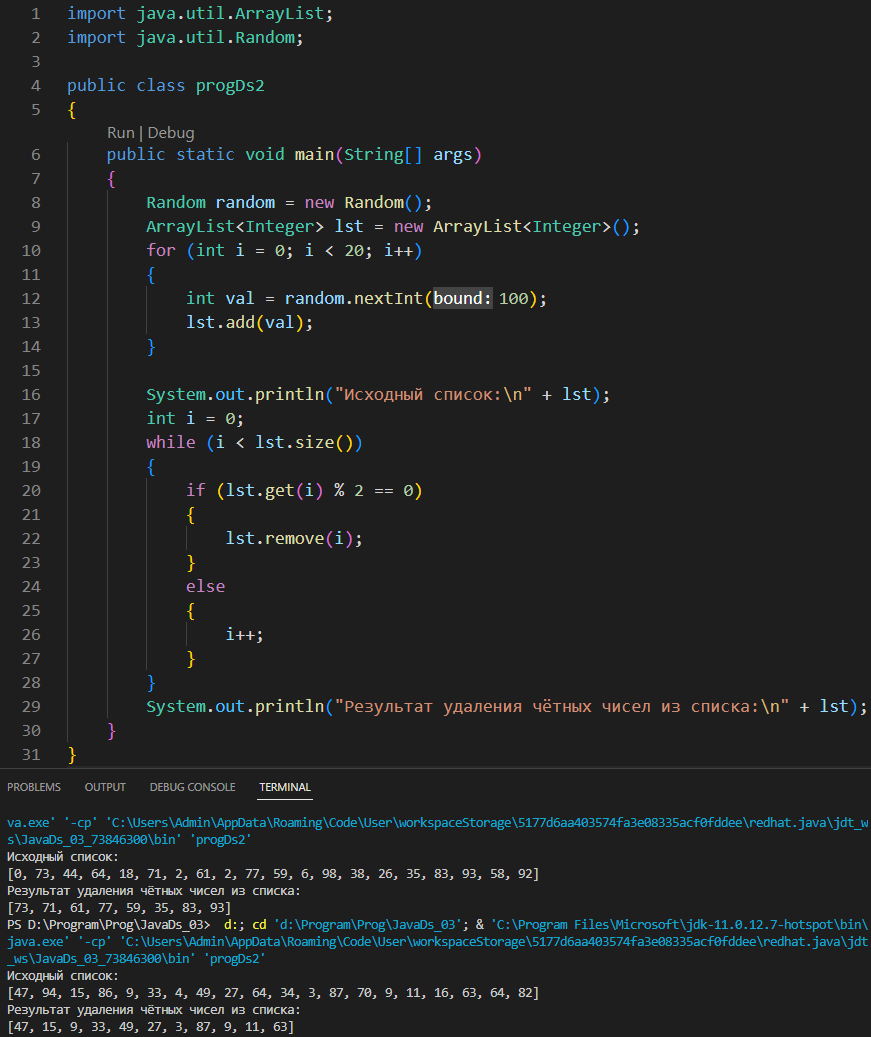 1 import java.util.ArrayList;
2 import java.util.Random;
3
4 public class progDs2
5 {
Run | Debug
6 public static void main(String[] args)
7 {
8 Random random = new Random();
9 ArrayList<Integer> lst = new ArrayList<Integer>();
10 for (int i = 0; i < 20; i++)
11 {
12 int val = random.nextInt(bound: 100);
13 lst.add(val);
14 }
15
16 System.out.println("Исходный список:\n" + lst);
17 int i = 0;
18 while (i < lst.size())
19 {
20 if (lst.get(i) % 2 == 0)
21 {
22 lst.remove(i);
23 }
24 else
25 {
26 i++;
27 }
28 }
29 System.out.println("Результат удаления чётных чисел из списка:\n" + lst);
30 }
31 }
PROBLEMS OUTPUT DEBUG CONSOLE TERMINAL
va.exe' '-cp' 'C:\Users\Admin\AppData\Roaming\Code\User\workspaceStorage\5177d6aa403574fa3e08335acf0fddee\redhat.java\jdt_w
s\JavaDs_03_73846300\bin' 'progDs2'
Исходный список:
[0, 73, 44, 64, 18, 71, 2, 61, 2, 77, 59, 6, 98, 38, 26, 35, 83, 93, 58, 92]
Результат удаления чётных чисел из списка:
[73, 71, 61, 77, 59, 35, 83, 93]
PS D:\Program\Prog\JavaDs_03> d:; cd 'd:\Program\Prog\JavaDs_03'; & 'C:\Program Files\Microsoft\jdk-11.0.12.7-hotspot\bin\
java.exe' '-cp' 'C:\Users\Admin\AppData\Roaming\Code\User\workspaceStorage\5177d6aa403574fa3e08335acf0fddee\redhat.java\jdt
_ws\JavaDs_03_73846300\bin' 'progDs2'
Исходный список:
[47, 94, 15, 86, 9, 33, 4, 49, 27, 64, 34, 3, 87, 70, 9, 11, 16, 63, 64, 82]
Результат удаления чётных чисел из списка:
[47, 15, 9, 33, 49, 27, 3, 87, 9, 11, 63]